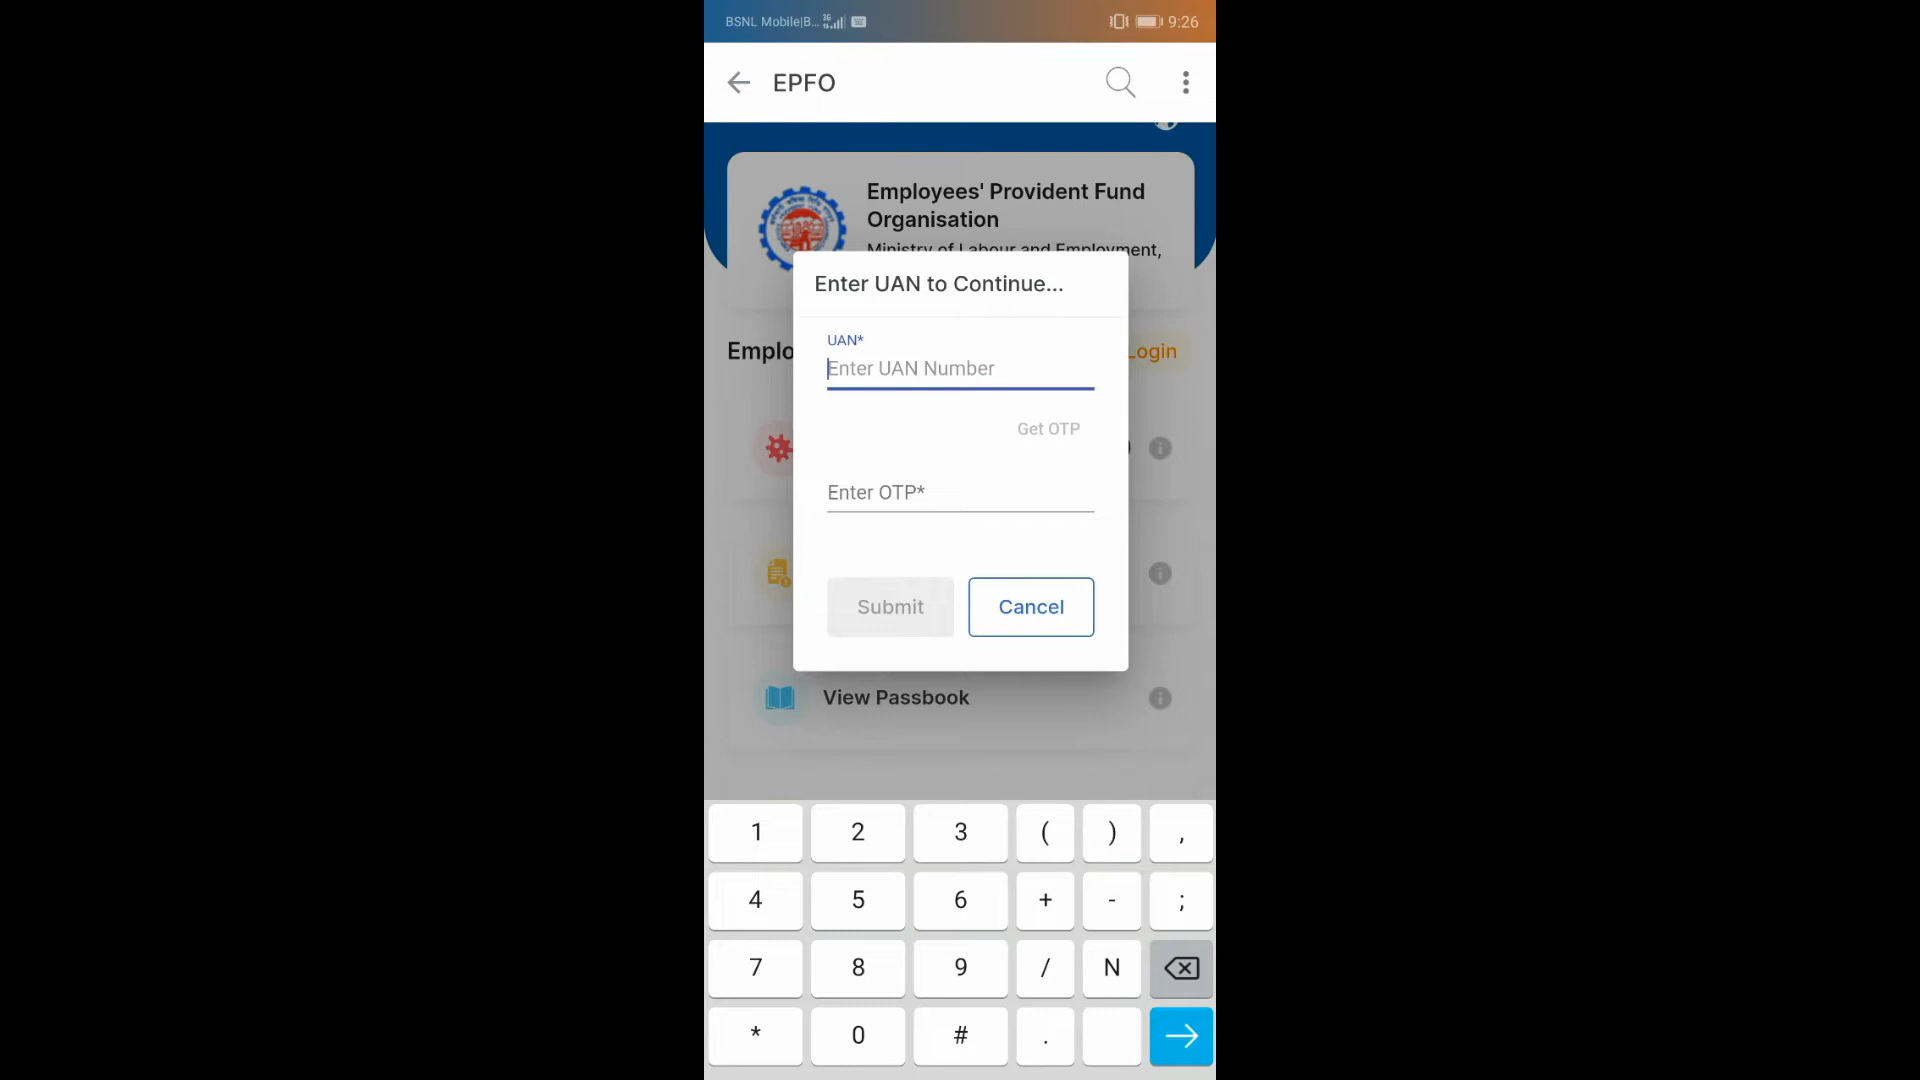 BSNL Mobile|B... 3G 9:26
EPFO
Employees' Provident Fund
Organisation
Ministry of Labour and Employment,
Enter UAN to Continue...
UAN*
Emplo
Login
Enter UAN Number
Get OTP
Enter OTP*
Submit Cancel
View Passbook
1 2 3 ( ) ,
4 5 6 + - ;
7 8 9 / N
* 0 # .